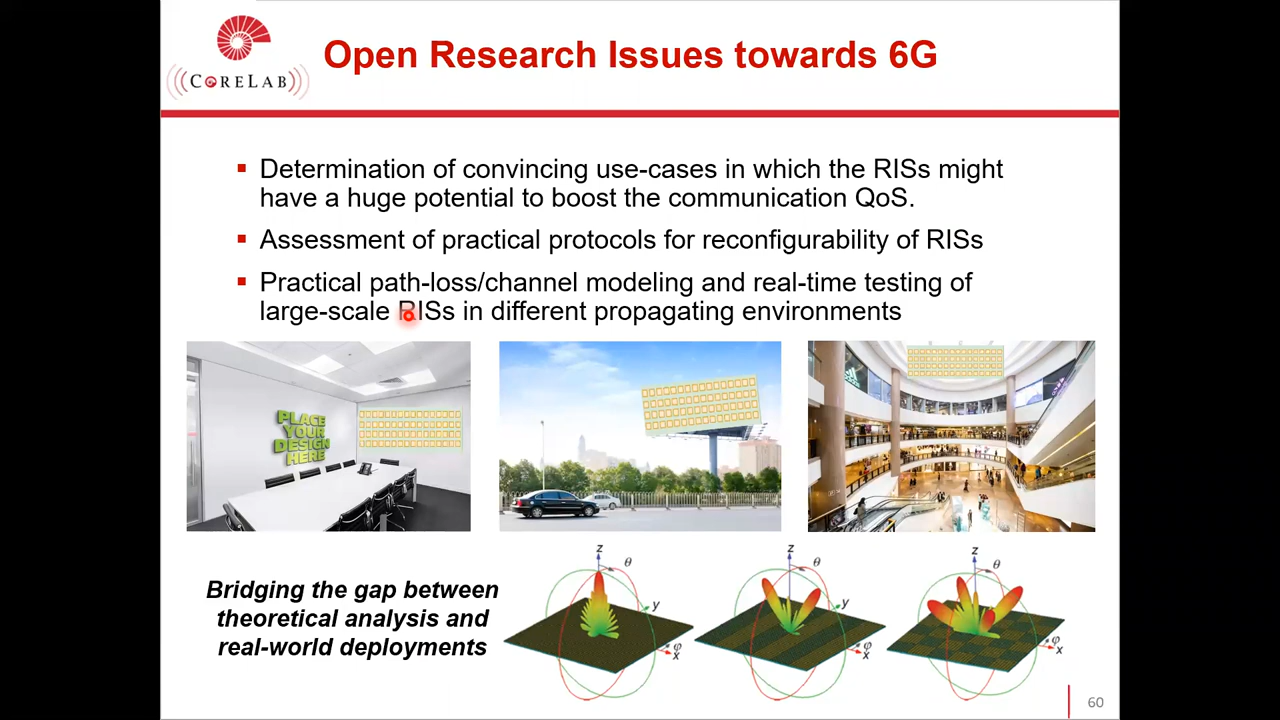 CORELAB
Open Research Issues towards 6G
Determination of convincing use-cases in which the RISs might
have a huge potential to boost the communication QoS.
Assessment of practical protocols for reconfigurability of RISs
Practical path-loss/channel modeling and real-time testing of
large-scale RISs in different propagating environments
PLACE
YOUR
DESIGN
HERE
Bridging the gap between
theoretical analysis and
real-world deployments
z
θ
y
φ
x
z
θ
y
φ
x
z
θ
φ
x
60